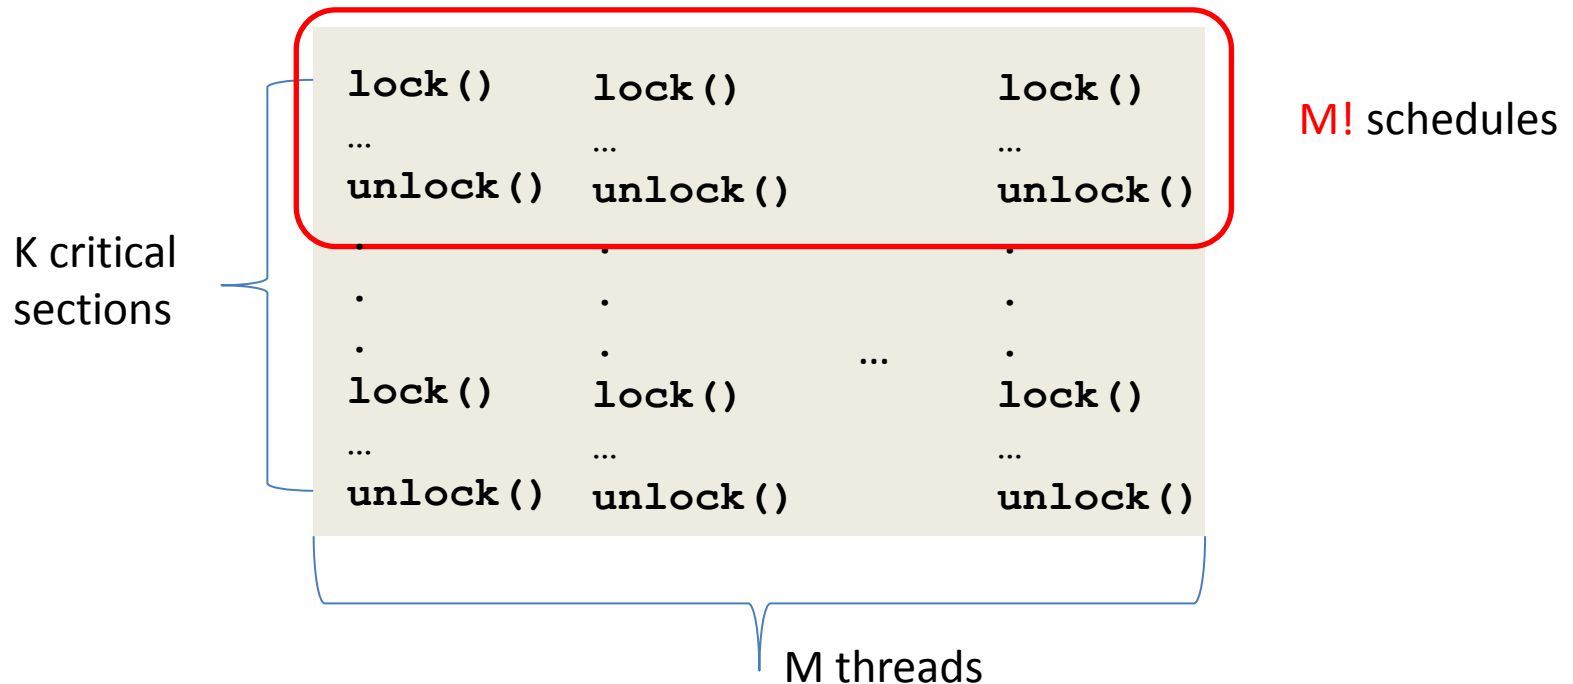 lock() lock() lock()
M! schedules
… … …
unlock() unlock() unlock()
. . .
K critical
sections
. . .
. . … .
lock() lock() lock()
… … …
unlock() unlock() unlock()
M threads